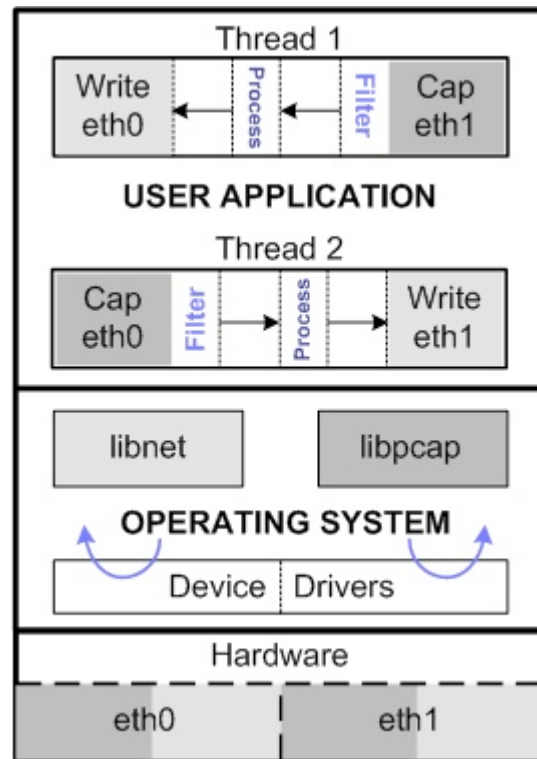 Thread 1
Write
eth0
Process
Filter
Cap
eth1
USER APPLICATION
Thread 2
Cap
eth0
Filter
Process
Write
eth1
libnet
libpcap
OPERATING SYSTEM
Device Drivers
Hardware
eth0
eth1